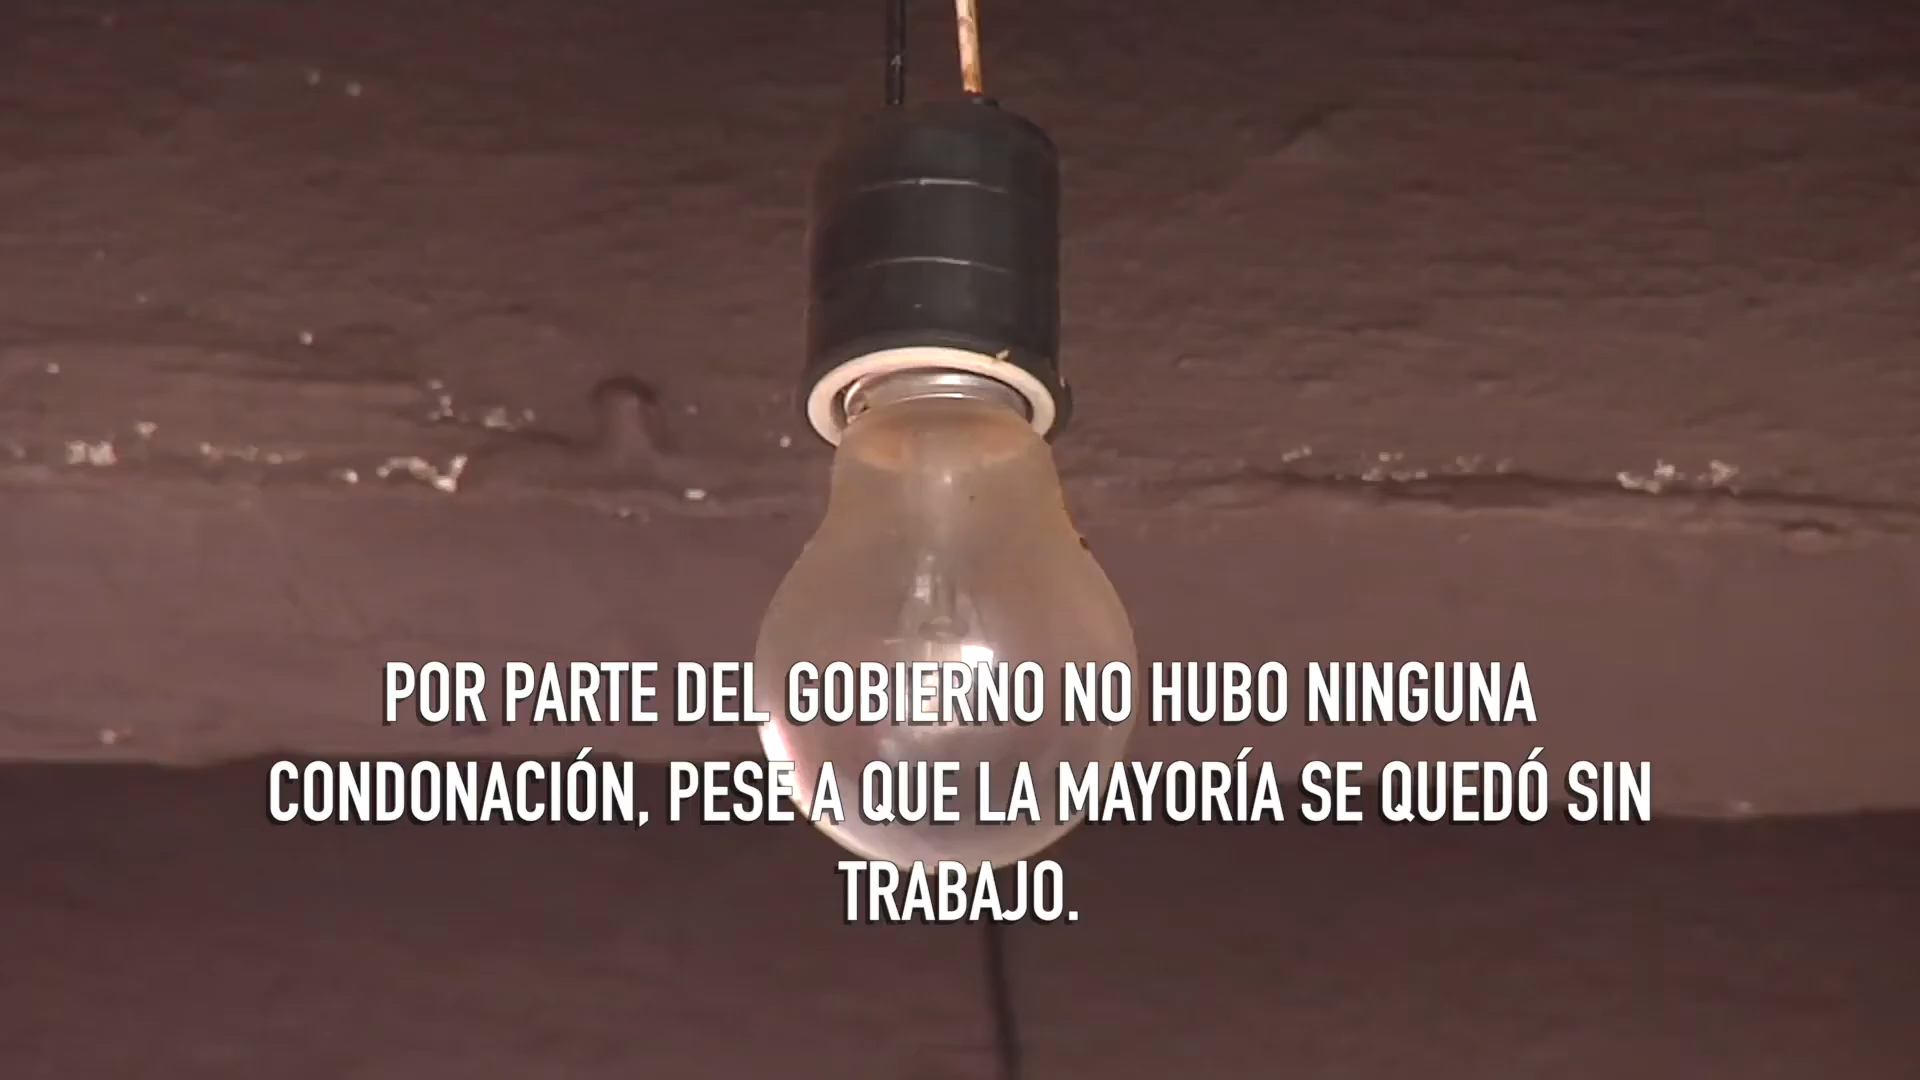 POR PARTE DEL GOBIERNO NO HUBO NINGUNA
CONDONACIÓN, PESE A QUE LA MAYORÍA SE QUEDÓ SIN
TRABAJO.